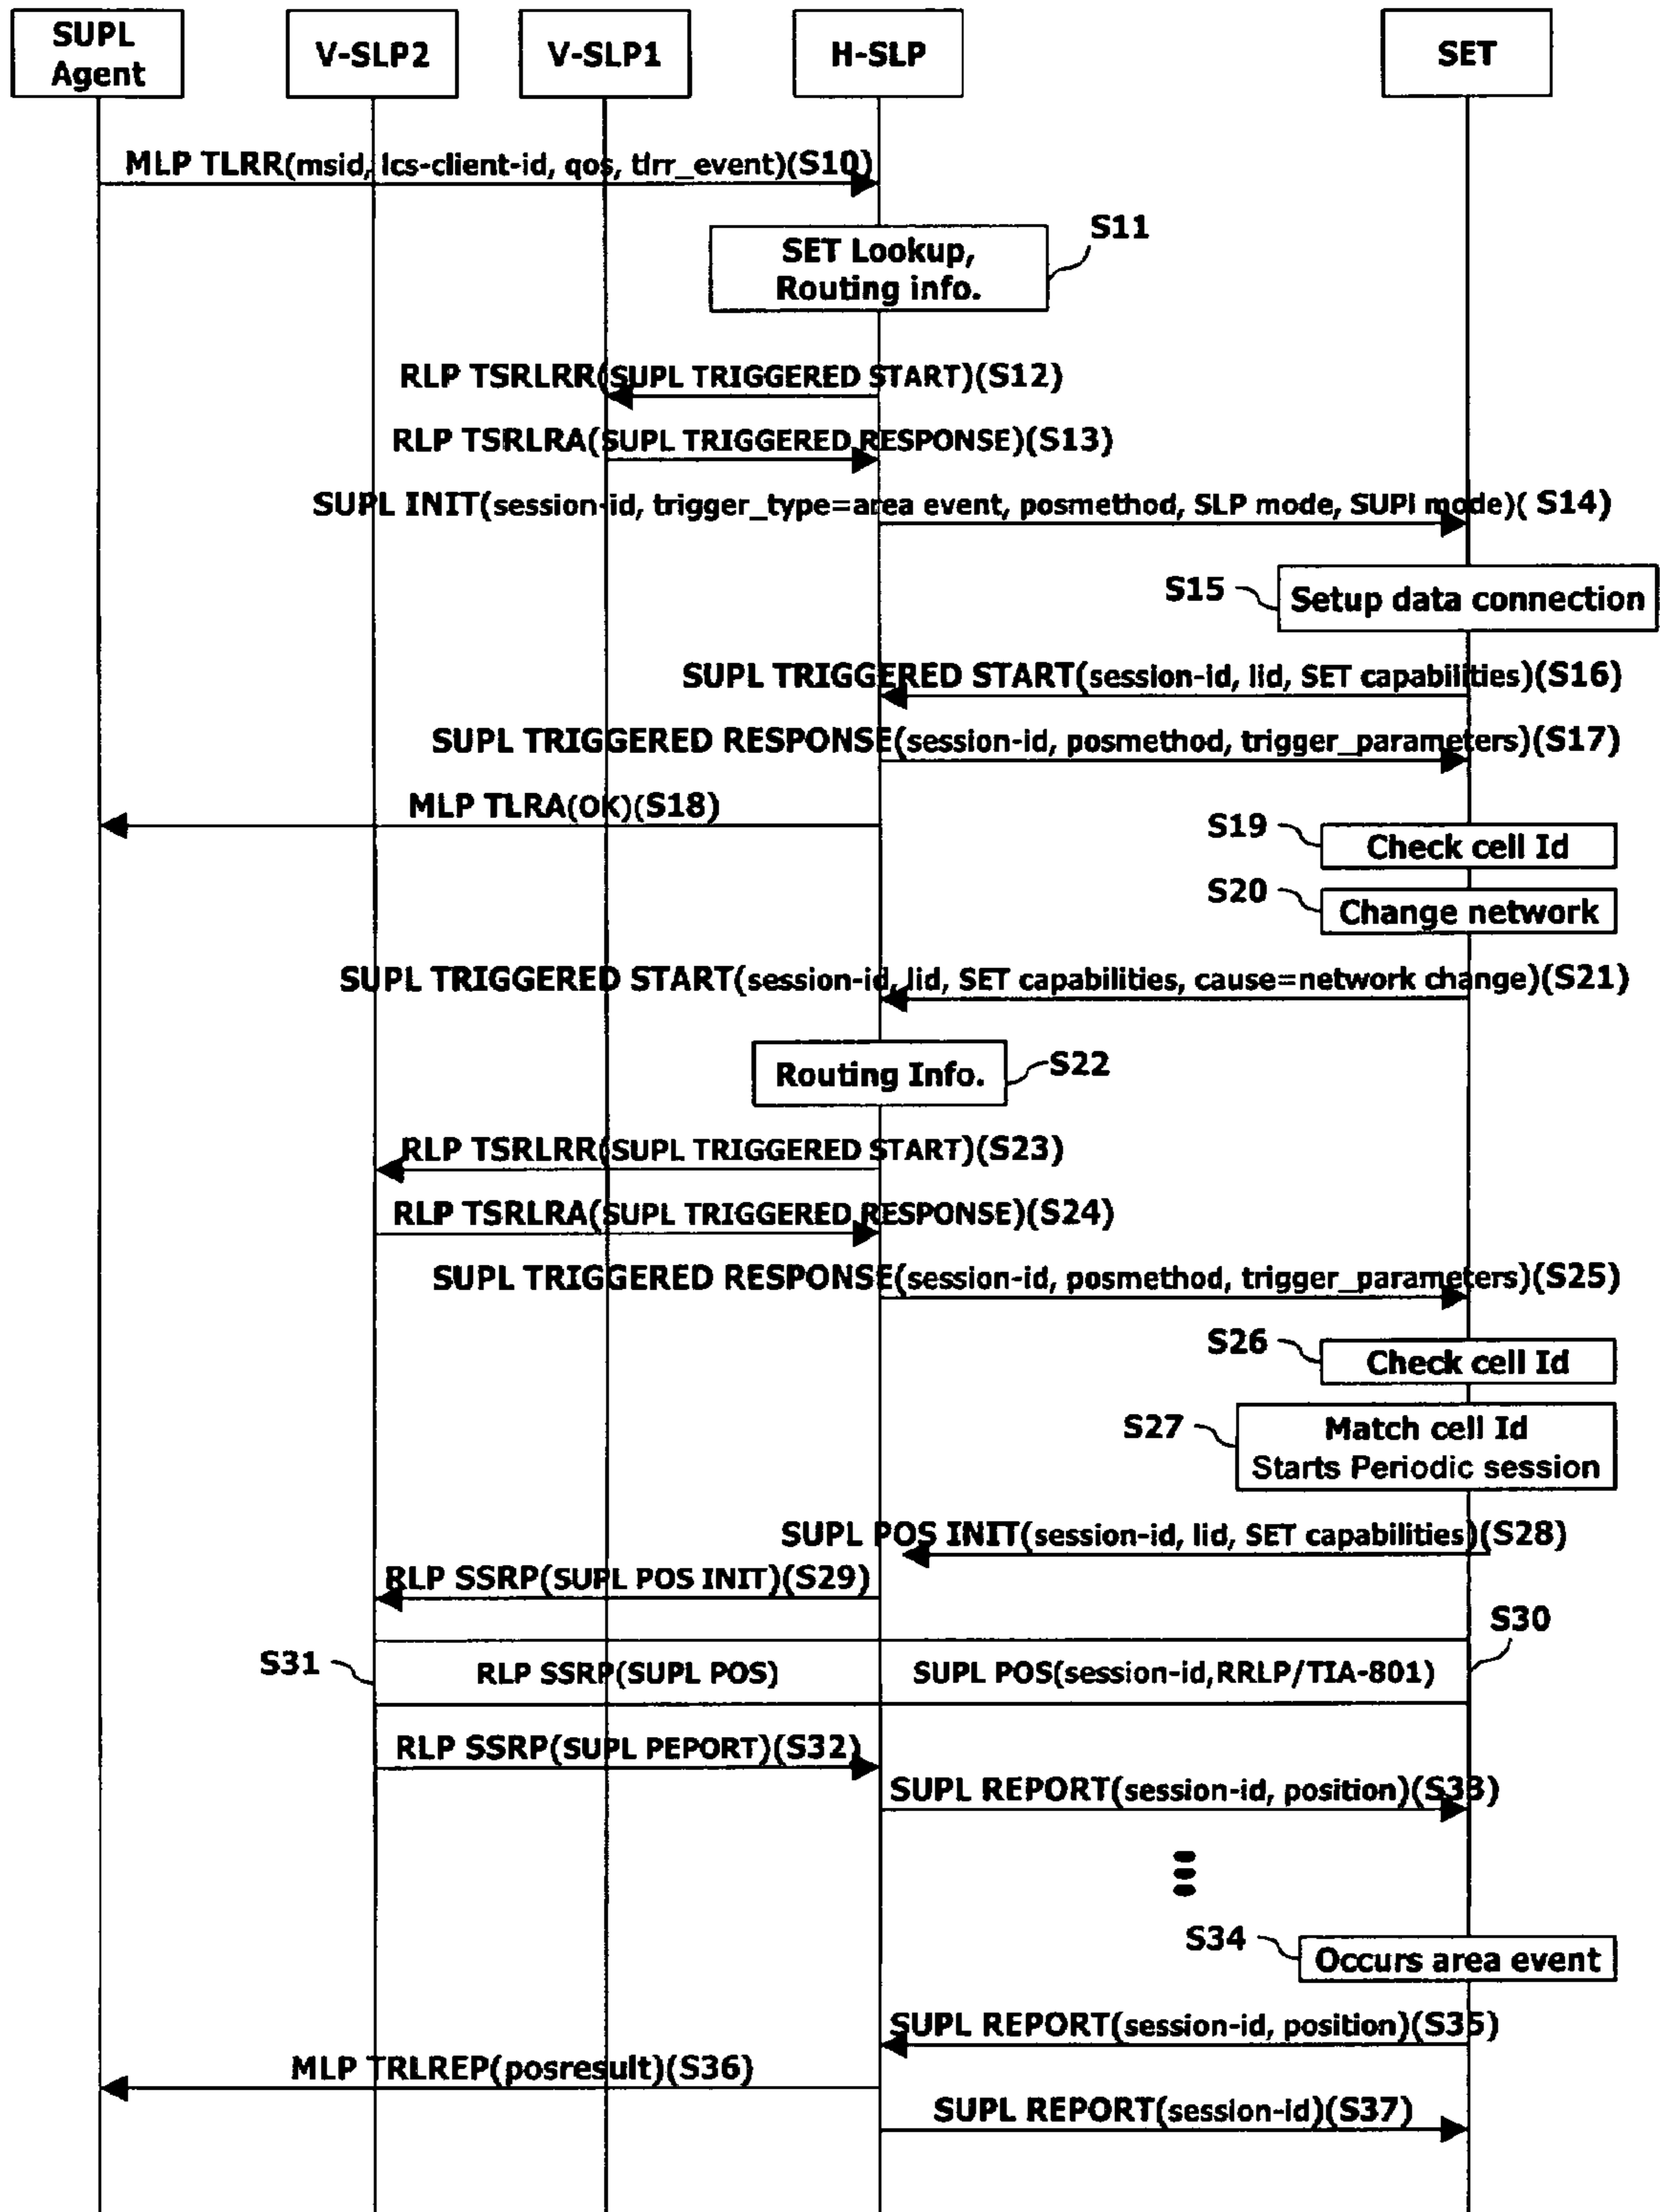 SUPL
Agent
V-SLP2
V-SLP1
H-SLP
SET
MLP TLRR(msid, lcs-client-id, qos, tlrr_event)(S10)
S11
SET Lookup,
Routing info.
RLP TSRLRR(SUPL TRIGGERED START)(S12)
RLP TSRLRA(SUPL TRIGGERED RESPONSE)(S13)
SUPL INIT(session-id, trigger_type=area event, posmethod, SLP mode, SUPI mode)( S14)
S15
Setup data connection
SUPL TRIGGERED START(session-id, lid, SET capabilities)(S16)
SUPL TRIGGERED RESPONSE(session-id, posmethod, trigger_parameters)(S17)
MLP TLRA(OK)(S18)
S19
Check cell Id
S20
Change network
SUPL TRIGGERED START(session-id, lid, SET capabilities, cause=network change)(S21)
Routing Info.
S22
RLP TSRLRR(SUPL TRIGGERED START)(S23)
RLP TSRLRA(SUPL TRIGGERED RESPONSE)(S24)
SUPL TRIGGERED RESPONSE(session-id, posmethod, trigger_parameters)(S25)
S26
Check cell Id
S27
Match cell Id
Starts Periodic session
SUPL POS INIT(session-id, lid, SET capabilities)(S28)
RLP SSRP(SUPL POS INIT)(S29)
S30
S31
RLP SSRP(SUPL POS)
SUPL POS(session-id,RRLP/TIA-801)
RLP SSRP(SUPL PEPORT)(S32)
SUPL REPORT(session-id, position)(S33)
S34
Occurs area event
SUPL REPORT(session-id, position)(S35)
MLP TRLREP(posresult)(S36)
SUPL REPORT(session-id)(S37)